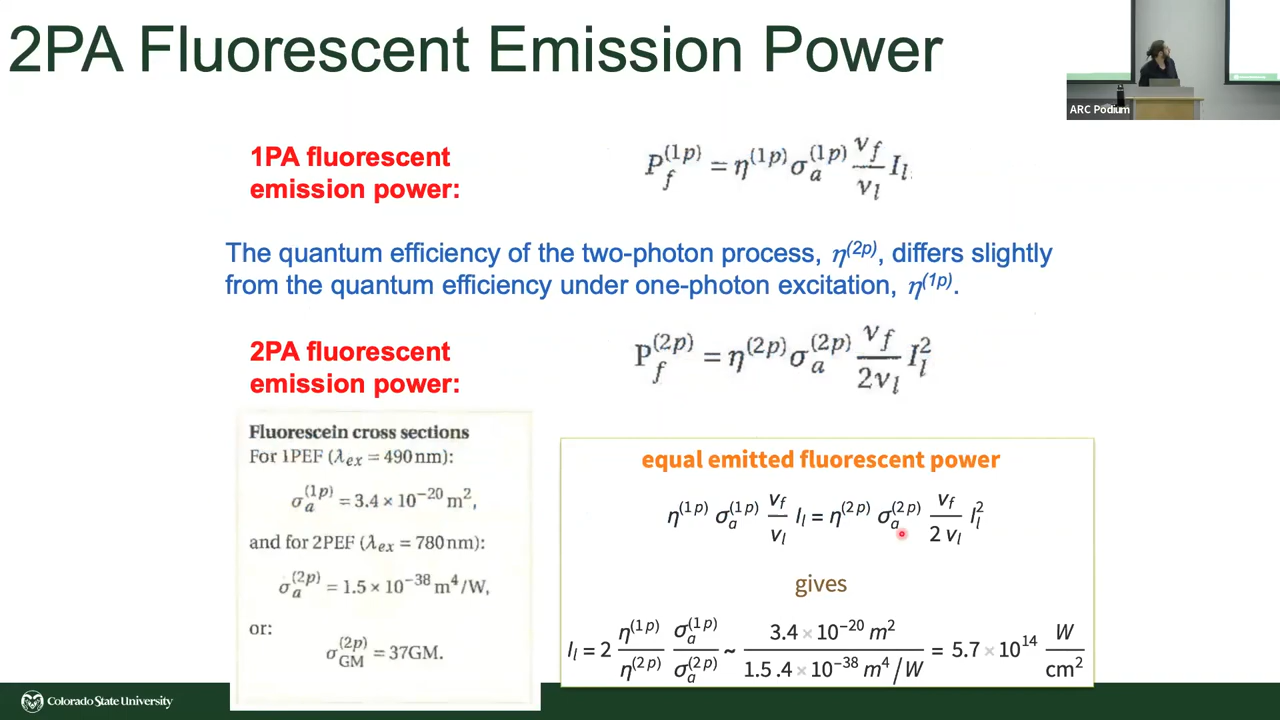 2PA Fluorescent Emission Power
ARC Podium
1PA fluorescent
emission power:
P_f^(1p) = η^(1p) σ_a^(1p) ν_f/ν_l I_l.
The quantum efficiency of the two-photon process, η^(2p), differs slightly
from the quantum efficiency under one-photon excitation, η^(1p).
2PA fluorescent
emission power:
P_f^(2p) = η^(2p) σ_a^(2p) ν_f/2ν_l I_l^2
Fluorescein cross sections
For 1PEF (λ_ex = 490 nm):
σ_a^(1p) = 3.4 × 10^−20 m^2,
and for 2PEF (λ_ex = 780 nm):
σ_a^(2p) = 1.5 × 10^−38 m^4/W,
or:
σ_GM^(2p) = 37GM.
equal emitted fluorescent power
η^(1p) σ_a^(1p) ν_f/ν_l I_l = η^(2p) σ_a^(2p) ν_f/2 ν_l I_l^2
gives
I_l = 2 η^(1p)/η^(2p) σ_a^(1p)/σ_a^(2p) ~ 3.4 × 10^−20 m^2/1.5 .4 × 10^−38 m^4/W = 5.7 × 10^14 W/cm^2
Colorado State University